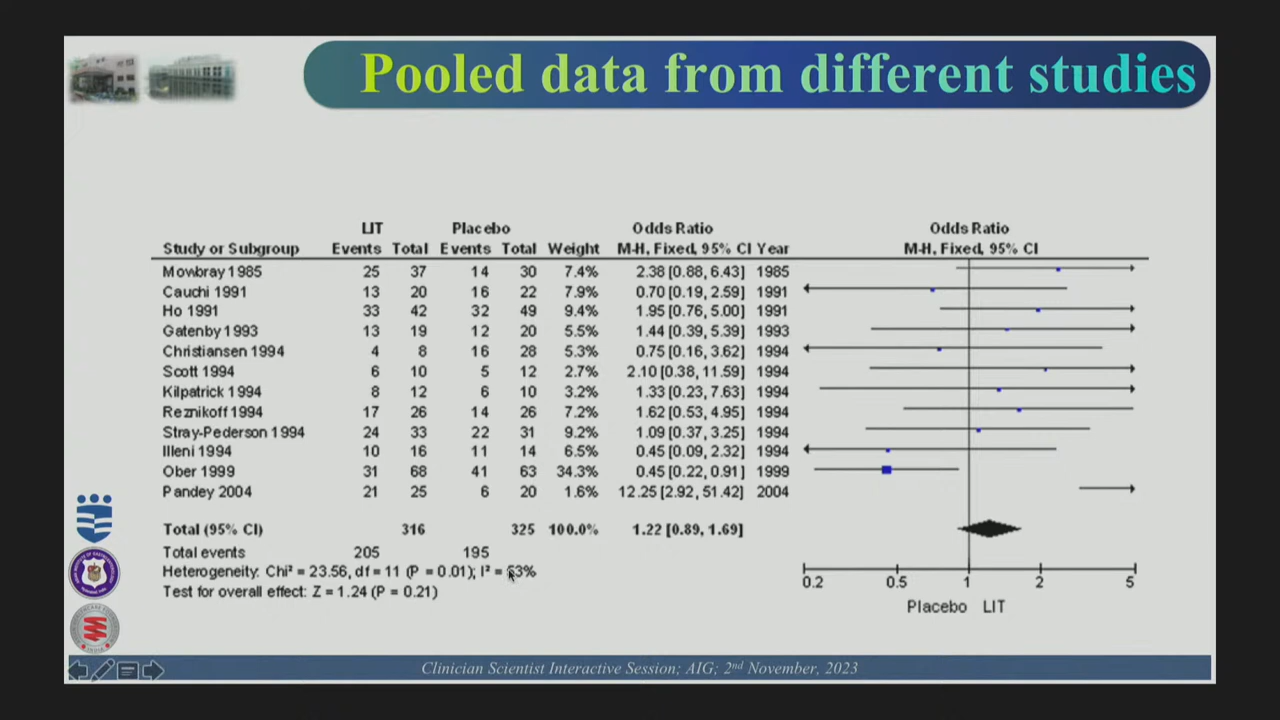 Pooled data from different studies
LIT Placebo Odds Ratio Odds Ratio
Study or Subgroup Events Total Events Total Weight M-H, Fixed, 95% CI Year M-H, Fixed, 95% CI
Mowbray 1985 25 37 14 30 7.4% 2.38 [0.88, 6.43] 1985
Cauchi 1991 13 20 16 22 7.9% 0.70 [0.19, 2.59] 1991
Ho 1991 33 42 32 49 9.4% 1.95 [0.76, 5.00] 1991
Gatenby 1993 13 19 12 20 5.5% 1.44 [0.39, 5.39] 1993
Christiansen 1994 4 8 16 28 5.3% 0.75 [0.16, 3.62] 1994
Scott 1994 6 10 5 12 2.7% 2.10 [0.38, 11.59] 1994
Kilpatrick 1994 8 12 6 10 3.2% 1.33 [0.23, 7.63] 1994
Reznikoff 1994 17 26 14 26 7.2% 1.62 [0.53, 4.95] 1994
Stray-Pederson 1994 24 33 22 31 9.2% 1.09 [0.37, 3.25] 1994
Illeni 1994 10 16 11 14 6.5% 0.45 [0.09, 2.32] 1994
Ober 1999 31 68 41 63 34.3% 0.45 [0.22, 0.91] 1999
Pandey 2004 21 25 6 20 1.6% 12.25 [2.92, 51.42] 2004
Total (95% CI) 316 325 100.0% 1.22 [0.89, 1.69]
Total events 205 195
Heterogeneity: Chi² = 23.56, df = 11 (P = 0.01); I² = 53%
Test for overall effect: Z = 1.24 (P = 0.21)
0.2 0.5 1 2 5
Placebo LIT
Clinician Scientist Interactive Session; AIG; 2nd November, 2023